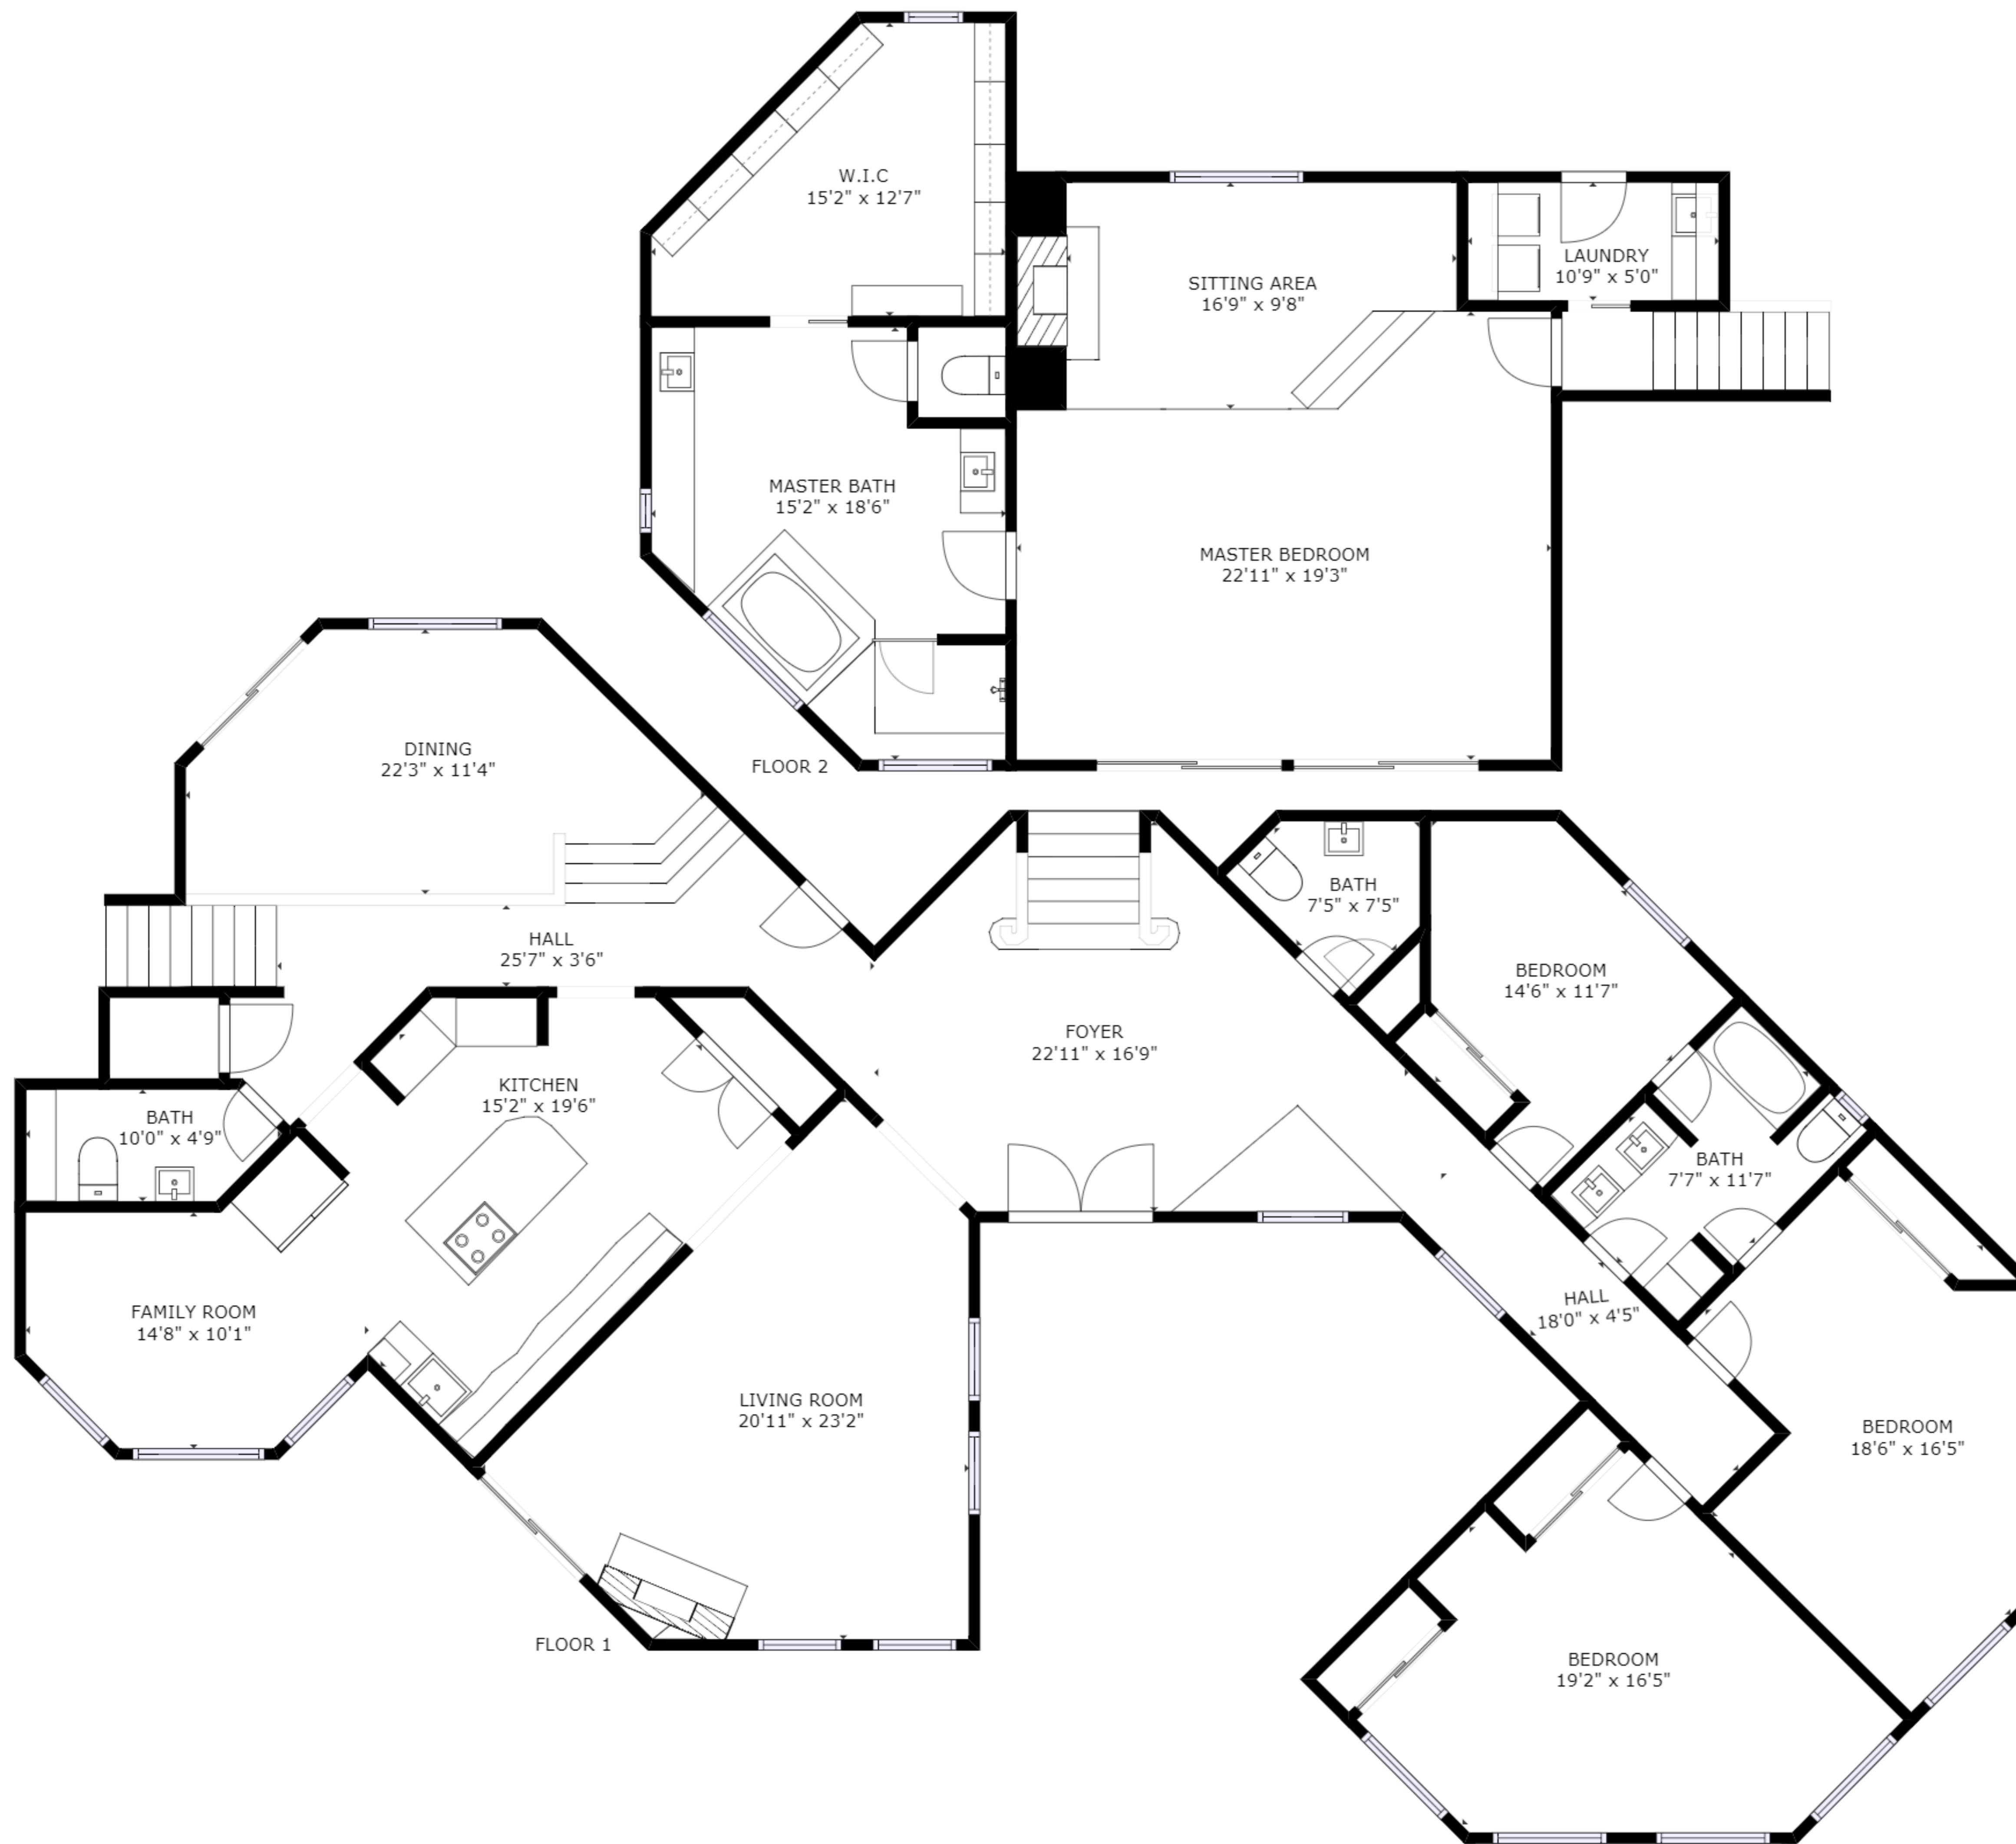 W.I.C
15'2" x 12'7"
SITTING AREA
16'9" x 9'8"
LAUNDRY
10'9" x 5'0"
MASTER BATH
15'2" x 18'6"
MASTER BEDROOM
22'11" x 19'3"
FLOOR 2
DINING
22'3" x 11'4"
HALL
25'7" x 3'6"
BATH
7'5" x 7'5"
BEDROOM
14'6" x 11'7"
FOYER
22'11" x 16'9"
KITCHEN
15'2" x 19'6"
BATH
10'0" x 4'9"
BATH
7'7" x 11'7"
FAMILY ROOM
14'8" x 10'1"
HALL
18'0" x 4'5"
LIVING ROOM
20'11" x 23'2"
BEDROOM
18'6" x 16'5"
FLOOR 1
BEDROOM
19'2" x 16'5"